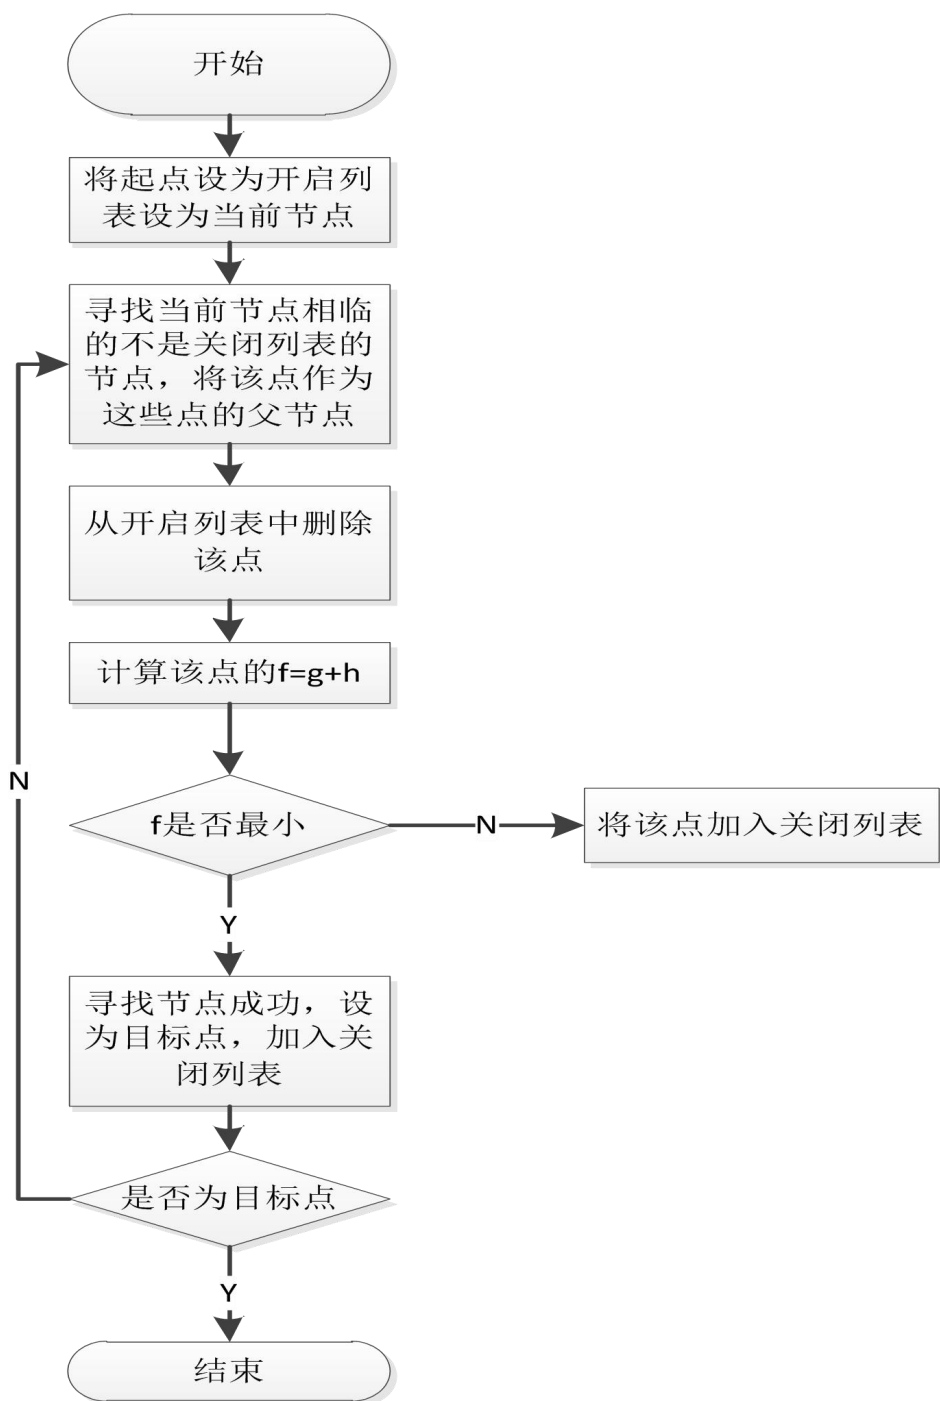 开始
将起点设为开启列
表设为当前节点
寻找当前节点相临
的不是关闭列表的
节点，将该点作为
这些点的父节点
从开启列表中删除
该点
计算该点的f=g+h
N
f是否最小
N
将该点加入关闭列表
Y
寻找节点成功，设
为目标点，加入关
闭列表
是否为目标点
Y
结束